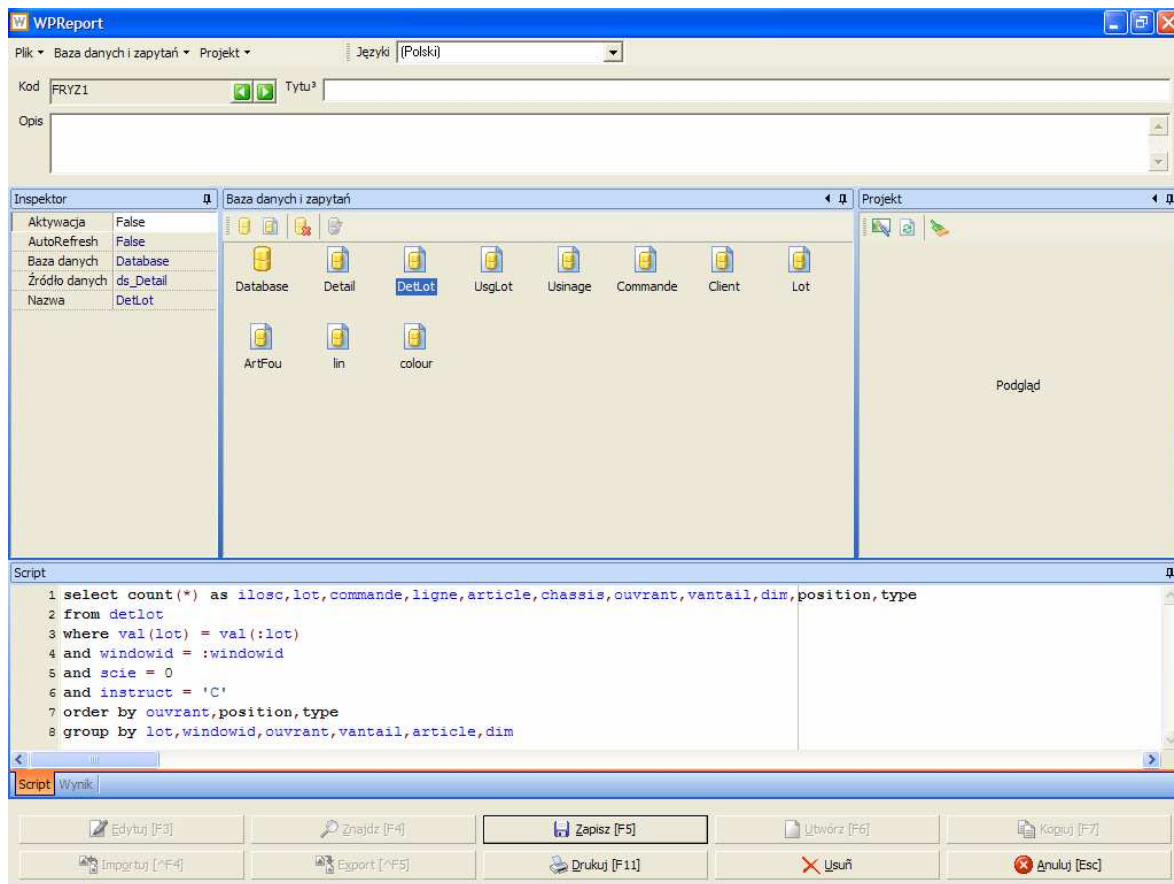 WPReport
Plik Baza danych i zapytań Projekt Języki (Polski)
Kod FRYZ1 Tytu³
Opis
Inspektor Baza danych i zapytań Projekt
Aktywacja False
AutoRefresh False
Baza danych Database
Źródło danych ds_Detail
Nazwa DetLot
Database Detail DetLot UsgLot Usinage Commande Client Lot
ArtFou lin colour
Podgląd
Script
1 select count(*) as ilosc,lot,commande,ligne,article,chassis,ouvrant,vantail,dim,position,type
2 from detlot
3 where val(lot) = val(:lot)
4 and windowid = :windowid
5 and scie = 0
6 and instruct = 'C'
7 order by ouvrant,position,type
8 group by lot,windowid,ouvrant,vantail,article,dim
Script Wynik
Edytuj [F3] Znajdz [F4] Zapisz [F5] Utwórz [F6] Kopiuj [F7]
Importuj [^F4] Export [^F5] Drukuj [F11] Usuñ Anuluj [Esc]